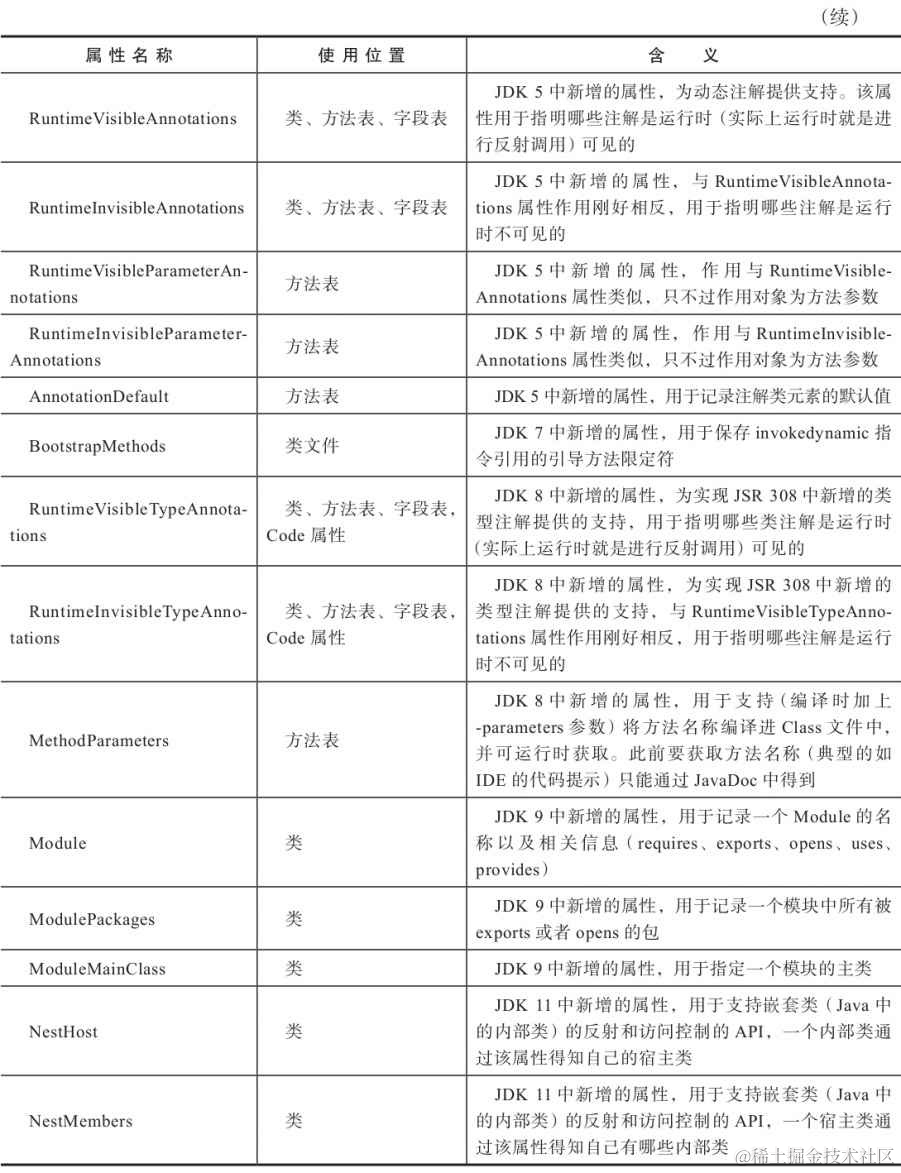 （续）
属性名称 使用位置 含 义
RuntimeVisibleAnnotations 类、方法表、字段表 JDK 5 中新增的属性，为动态注解提供支持。该属
性用于指明哪些注解是运行时（实际上运行时就是进
行反射调用）可见的
RuntimeInvisibleAnnotations 类、方法表、字段表 JDK 5 中新增的属性，与 RuntimeVisibleAnnota-
tions 属性作用刚好相反，用于指明哪些注解是运行
时不可见的
RuntimeVisibleParameterAn-
notations
方法表
JDK 5 中新增的属性，作用与 RuntimeVisible-
Annotations 属性类似，只不过作用对象为方法参数
RuntimeInvisibleParameter-
Annotations
方法表
JDK 5 中新增的属性，作用与 RuntimeInvisible-
Annotations 属性类似，只不过作用对象为方法参数
AnnotationDefault 方法表 JDK 5 中新增的属性，用于记录注解类元素的默认值
BootstrapMethods 类文件 JDK 7 中新增的属性，用于保存 invokedynamic 指
令引用的引导方法限定符
RuntimeVisibleTypeAnnota-
tions
类、方法表、字段表，
Code 属性
JDK 8 中新增的属性，为实现 JSR 308 中新增的类
型注解提供的支持，用于指明哪些类注解是运行时
（实际上运行时就是进行反射调用）可见的
RuntimeInvisibleTypeAnno-
tations
类、方法表、字段表，
Code 属性
JDK 8 中新增的属性，为实现 JSR 308 中新增的
类型注解提供的支持，与 RuntimeVisibleTypeAnno-
tations 属性作用刚好相反，用于指明哪些注解是运行
时不可见的
MethodParameters 方法表 JDK 8 中新增的属性，用于支持（编译时加上
-parameters 参数）将方法名称编译进 Class 文件中，
并可运行时获取。此前要获取方法名称（典型的如
IDE 的代码提示）只能通过 JavaDoc 中得到
Module 类 JDK 9 中新增的属性，用于记录一个 Module 的名
称以及相关信息（requires、exports、opens、uses、
provides）
ModulePackages 类 JDK 9 中新增的属性，用于记录一个模块中所有被
exports 或者 opens 的包
ModuleMainClass 类 JDK 9 中新增的属性，用于指定一个模块的主类
NestHost 类 JDK 11 中新增的属性，用于支持嵌套类（Java 中
的内部类）的反射和访问控制的 API，一个内部类通
过该属性得知自己的宿主类
NestMembers 类 JDK 11 中新增的属性，用于支持嵌套类（Java 中
的内部类）的反射和访问控制的 API，一个宿主类通
过该属性得知自己有哪些内部类
@稀土掘金技术社区